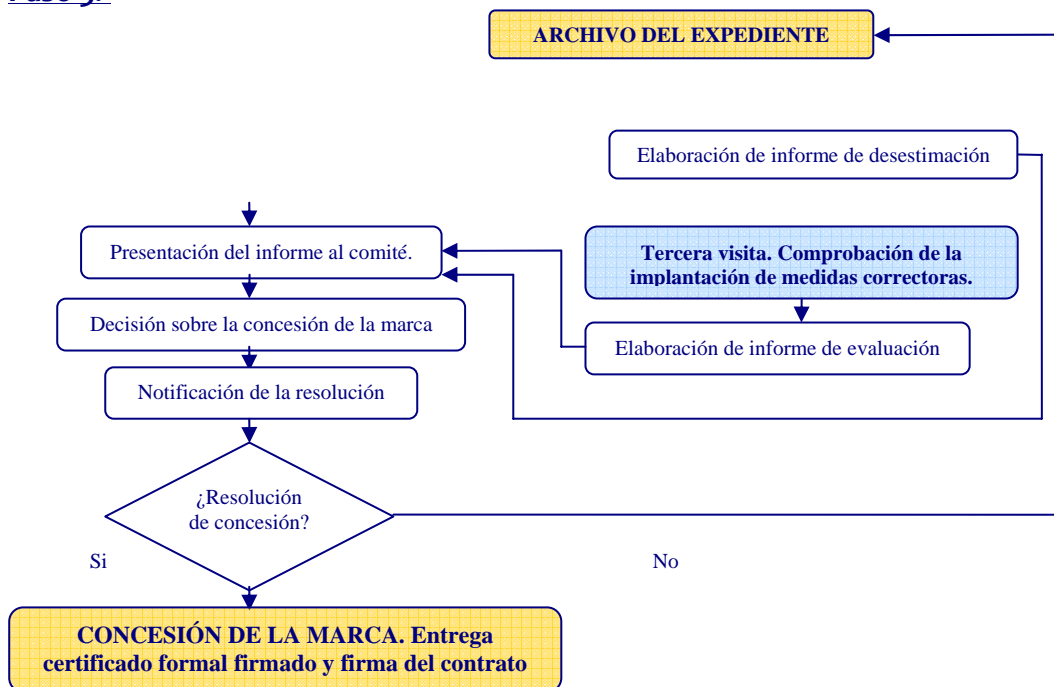 ARCHIVO DEL EXPEDIENTE
Elaboración de informe de desestimación
Presentación del informe al comité.
Tercera visita. Comprobación de la
implantación de medidas correctoras.
Decisión sobre la concesión de la marca
Elaboración de informe de evaluación
Notificación de la resolución
¿Resolución
de concesión?
Si
No
CONCESIÓN DE LA MARCA. Entrega
certificado formal firmado y firma del contrato